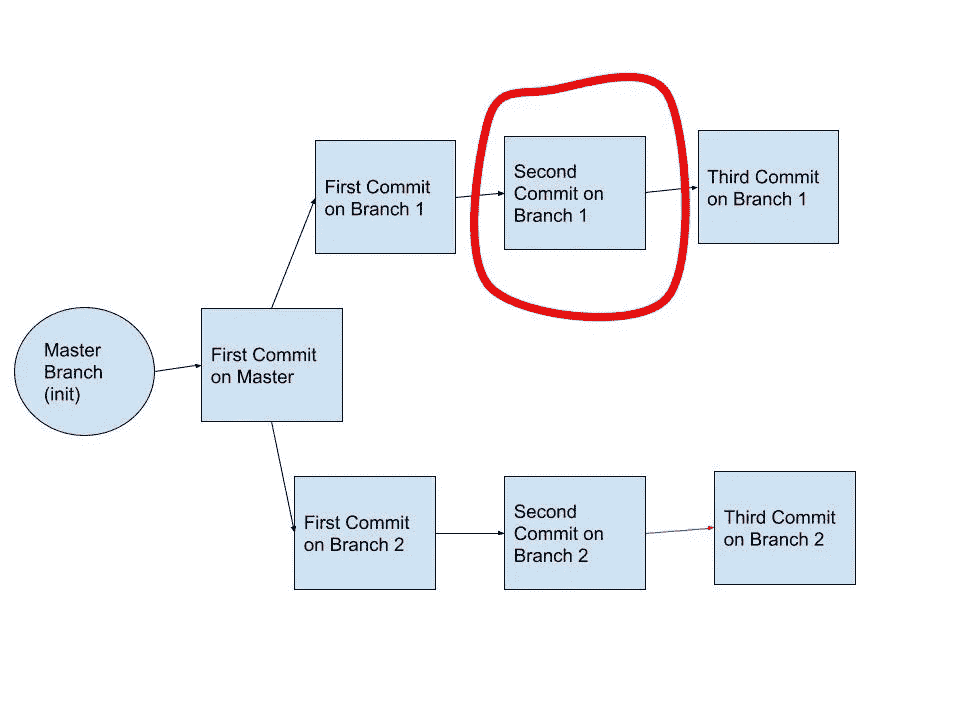 First Commit
on Branch 1
Second
Commit on
Branch 1
Third Commit
on Branch 1
Master
Branch
(init)
First Commit
on Master
First Commit
on Branch 2
Second
Commit on
Branch 2
Third Commit
on Branch 2